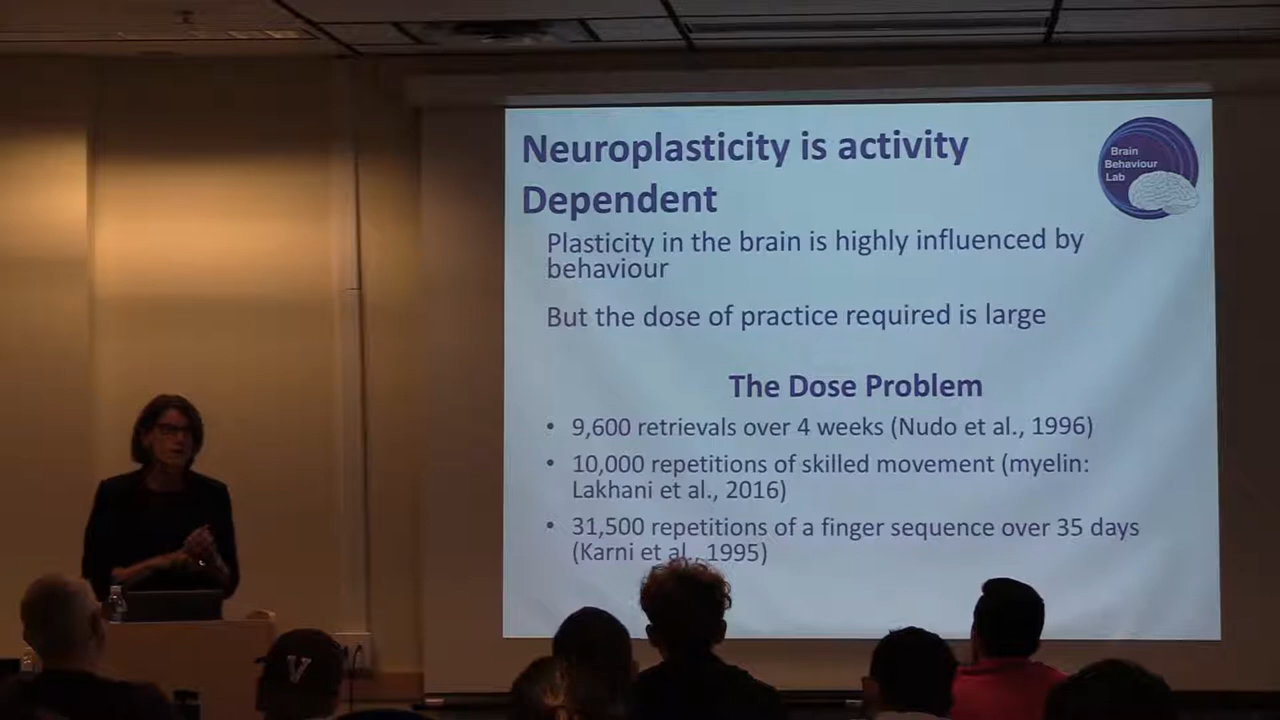 Neuroplasticity is activity
Dependent
Plasticity in the brain is highly influenced by
behaviour
But the dose of practice required is large
The Dose Problem
• 9,600 retrievals over 4 weeks (Nudo et al., 1996)
• 10,000 repetitions of skilled movement (myelin:
Lakhani et al., 2016)
• 31,500 repetitions of a finger sequence over 35 days
(Karni et al., 1995)
Brain
Behaviour
Lab
V